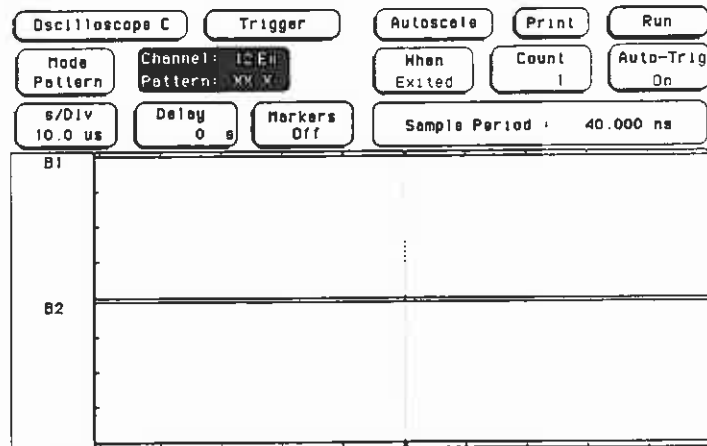 Oscilloscope C Trigger Autoscale Print Run
Mode Pattern
Channel:
Pattern: XX X
When Exited
Count 1
Auto-Trig On
s/Div 10.0 us
Delay 0 s
Markers Off
Sample Period : 40.000 ns
B1
B2